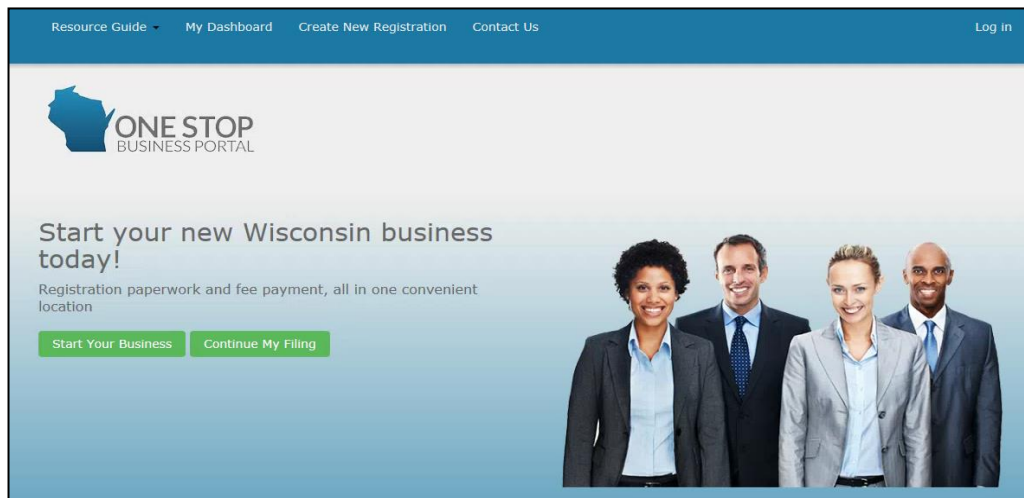 Resource Guide My Dashboard Create New Registration Contact Us Log in
ONE STOP
BUSINESS PORTAL
Start your new Wisconsin business
today!
Registration paperwork and fee payment, all in one convenient
location
Start Your Business Continue My Filing